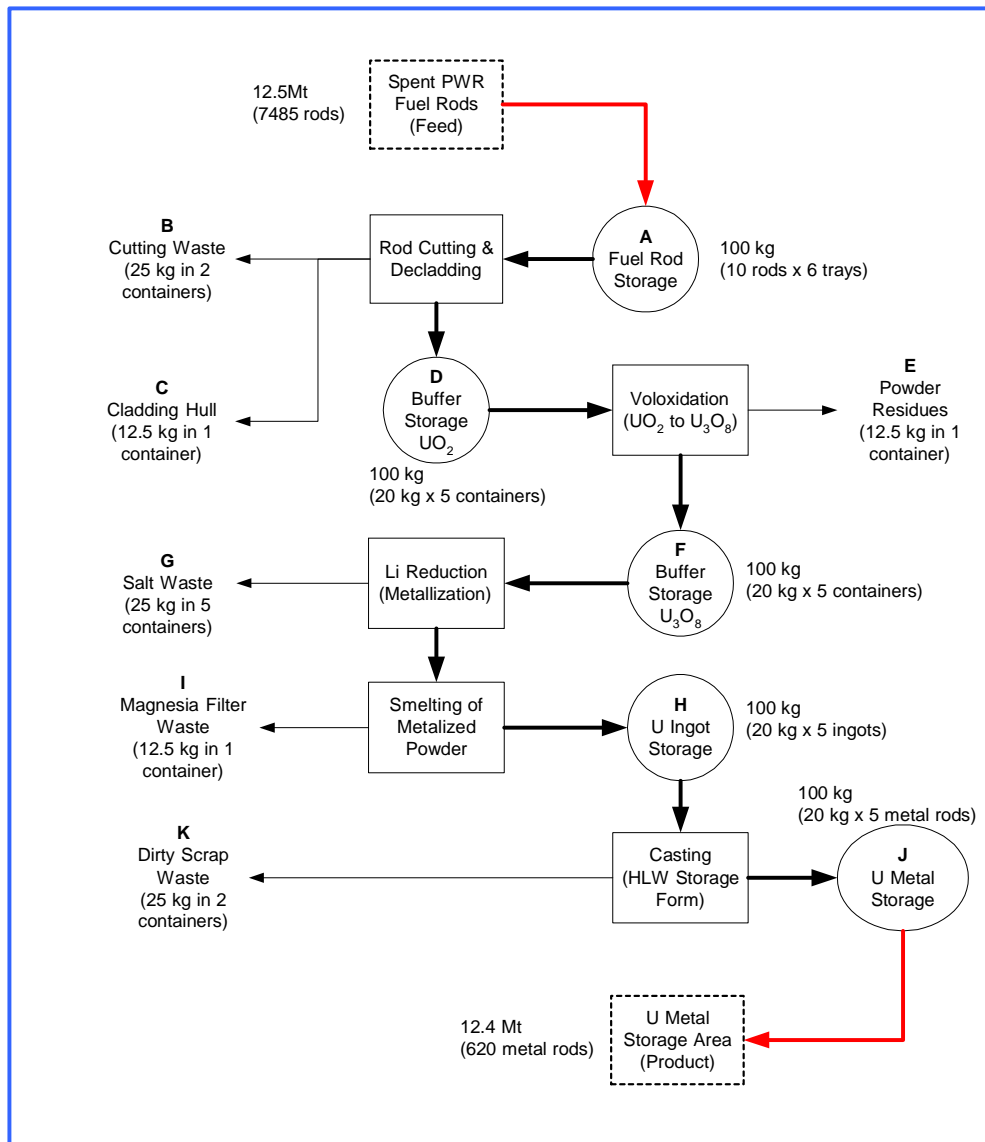 12.5Mt
(7485 rods)
Spent PWR
Fuel Rods
(Feed)
B
Cutting Waste
(25 kg in 2
containers)
Rod Cutting &
Decladding
A
Fuel Rod
Storage
100 kg
(10 rods x 6 trays)
C
Cladding Hull
(12.5 kg in 1
container)
D
Buffer
Storage
UO2
100 kg
(20 kg x 5 containers)
Voloxidation
(UO2 to U3O8)
E
Powder
Residues
(12.5 kg in 1
container)
G
Salt Waste
(25 kg in 5
containers)
Li Reduction
(Metallization)
F
Buffer
Storage
U3O8
100 kg
(20 kg x 5 containers)
I
Magnesia Filter
Waste
(12.5 kg in 1
container)
Smelting of
Metalized
Powder
H
U Ingot
Storage
100 kg
(20 kg x 5 ingots)
K
Dirty Scrap
Waste
(25 kg in 2
containers)
Casting
(HLW Storage
Form)
100 kg
(20 kg x 5 metal rods)
J
U Metal
Storage
12.4 Mt
(620 metal rods)
U Metal
Storage Area
(Product)